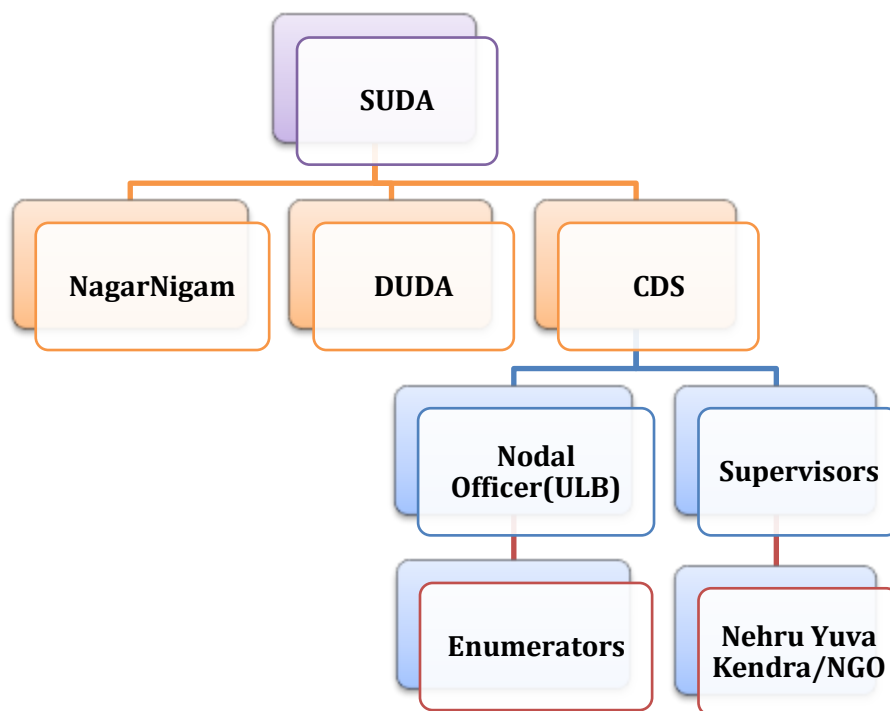 SUDA
NagarNigam
DUDA
CDS
Nodal
Officer(ULB)
Supervisors
Enumerators
Nehru Yuva
Kendra/NGO